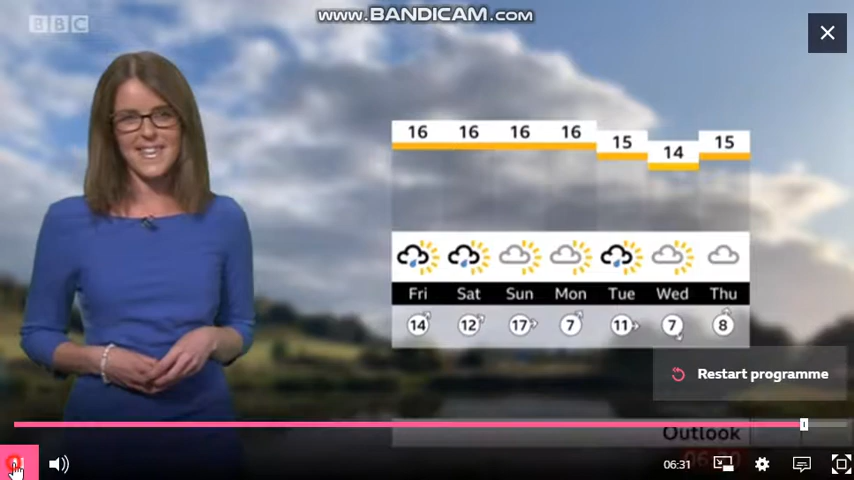 BBC
www.BANDICAM.com
16 16 16 16 15 14 15
Fri Sat Sun Mon Tue Wed Thu
14 12 17 7 11 7 8
Restart programme
Outlook
06:31